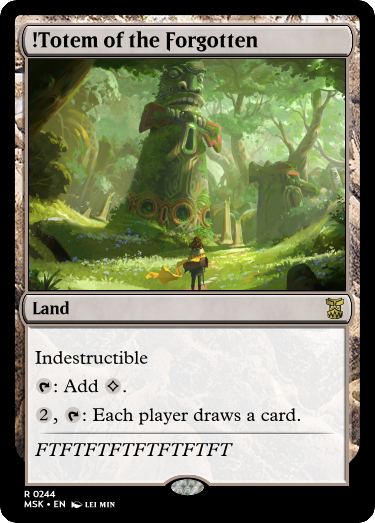 !Totem of the Forgotten
Land
Indestructible
: Add .
2, : Each player draws a card.
FTFTFTFTFTFTFTFT
R 0244
MSK • EN LEI MIN